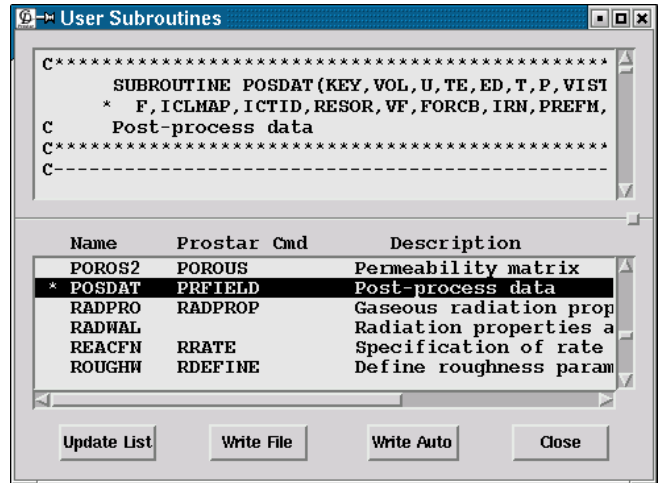 User Subroutines
C***********************************************
SUBROUTINE POSDAT(KEY,VOL,U,TE,ED,T,P,VIST
* F,ICLMAP,ICTID,RESOR,VF,FORCB,IRN,PREFM,
C Post-process data
C***********************************************
C-----------------------------------------------
Name Prostar Cmd Description
POROS2 POROUS Permeability matrix
* POSDAT PRFIELD Post-process data
RADPRO RADPROP Gaseous radiation prop
RADWAL Radiation properties a
REACFN RRATE Specification of rate
ROUGHW RDEFINE Define roughness param
Update List Write File Write Auto Close